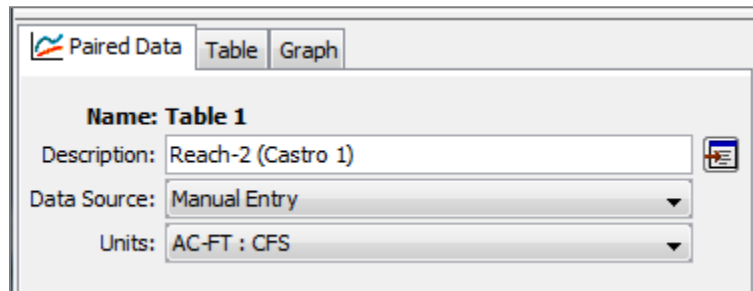 Paired Data Table Graph
Name: Table 1
Description: Reach-2 (Castro 1)
Data Source: Manual Entry
Units: AC-FT : CFS